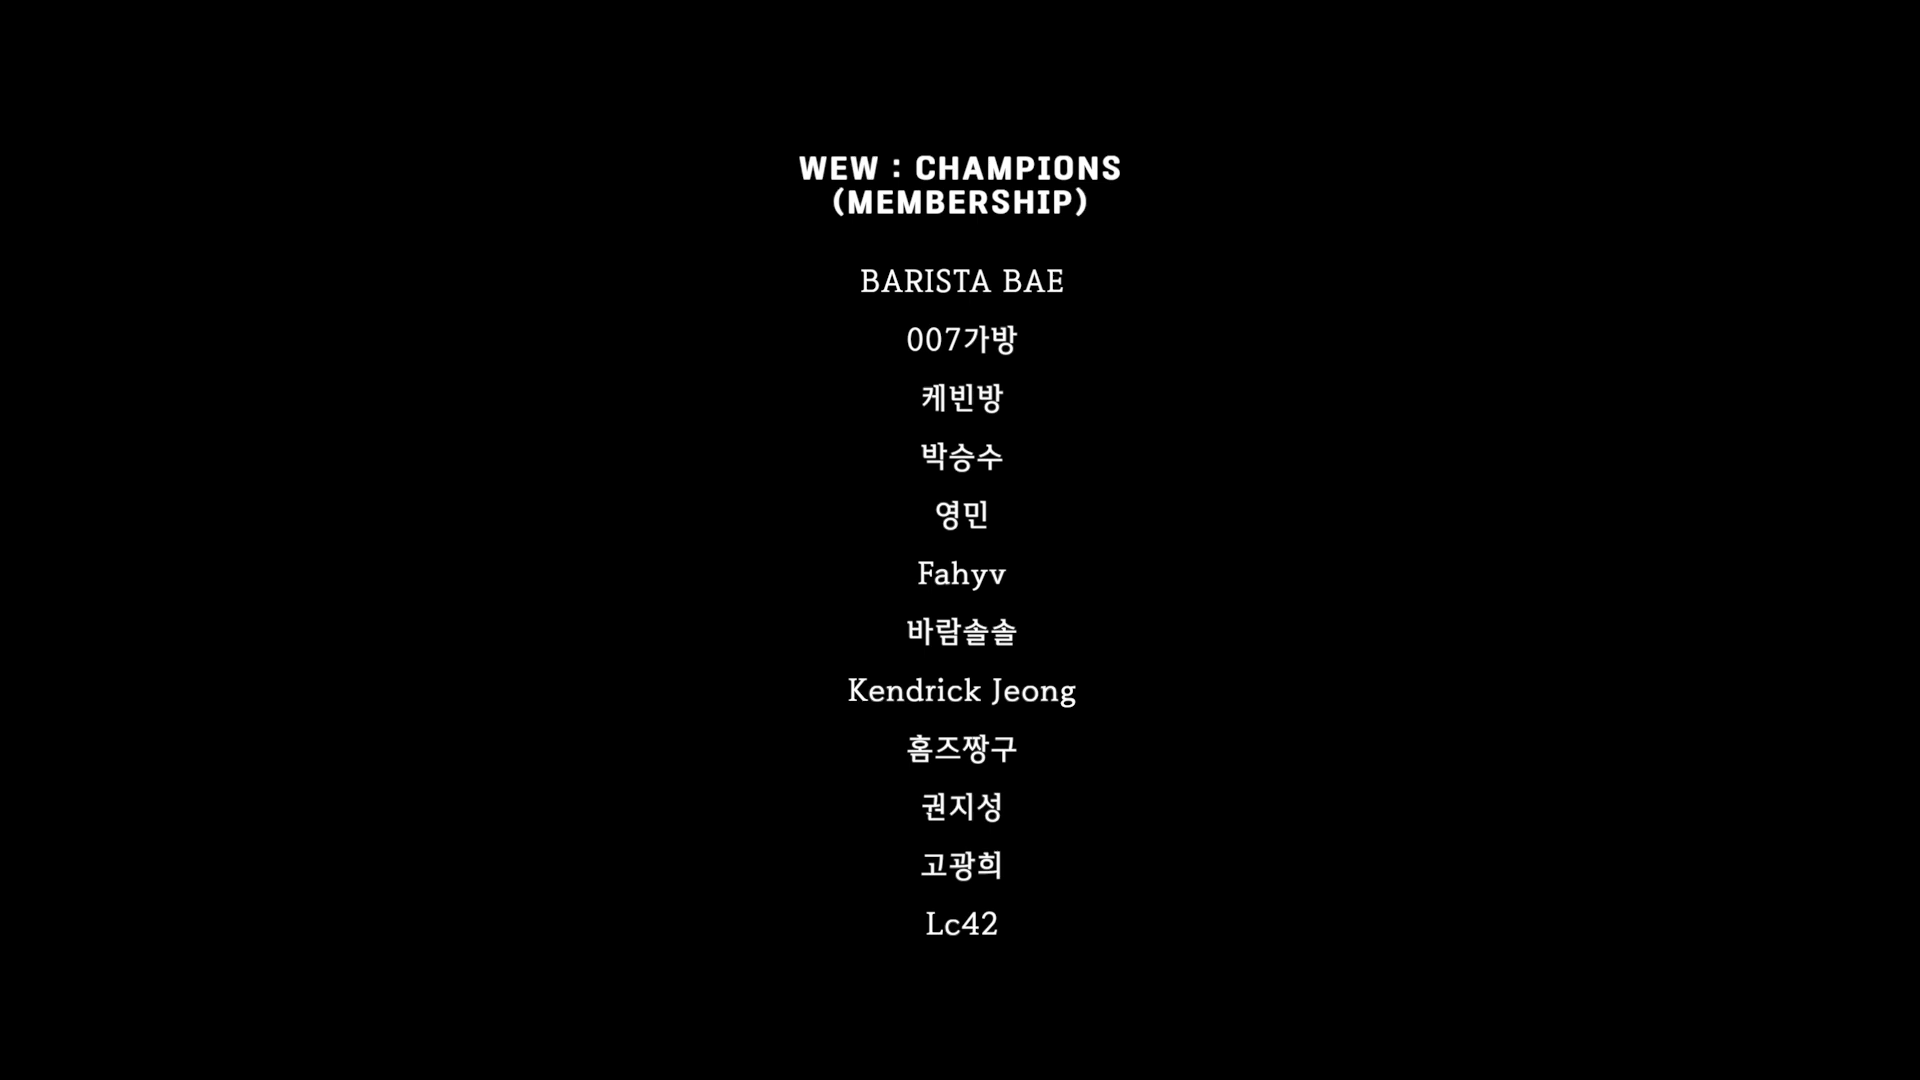 WEW : CHAMPIONS
(MEMBERSHIP)
BARISTA BAE
007가방
케빈방
박승수
영민
Fahyv
바람솔솔
Kendrick Jeong
홈즈짱구
권지성
고광희
Lc42